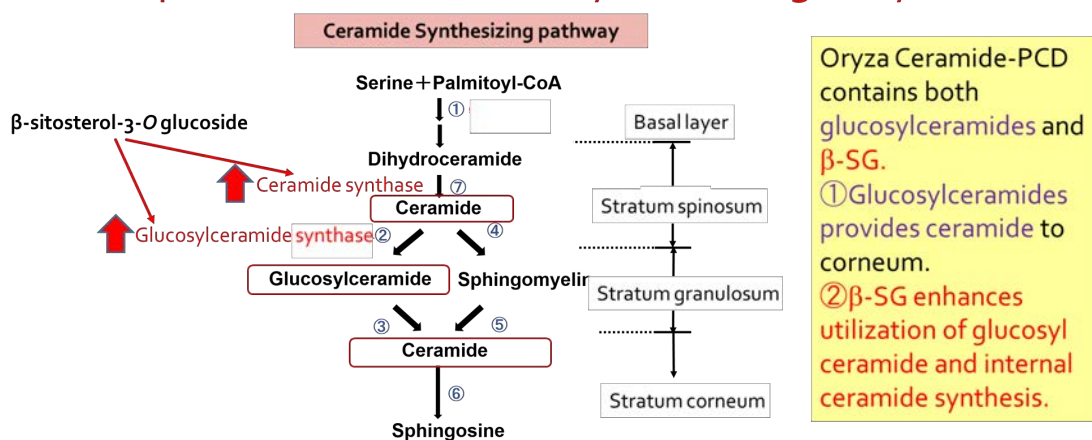 Ceramide Synthesizing pathway
Serine＋Palmitoyl-CoA
①
β-sitosterol-3-O glucoside
Dihydroceramide
Ceramide synthase
⑦
Ceramide
Glucosylceramide synthase
②
④
Glucosylceramide
Sphingomyelin
③
⑤
Ceramide
⑥
Sphingosine
Basal layer
Stratum spinosum
Stratum granulosum
Stratum corneum
Oryza Ceramide-PCD
contains both
glucosylceramides and
β-SG.
①Glucosylceramides
provides ceramide to
corneum.
②β-SG enhances
utilization of glucosyl
ceramide and internal
ceramide synthesis.